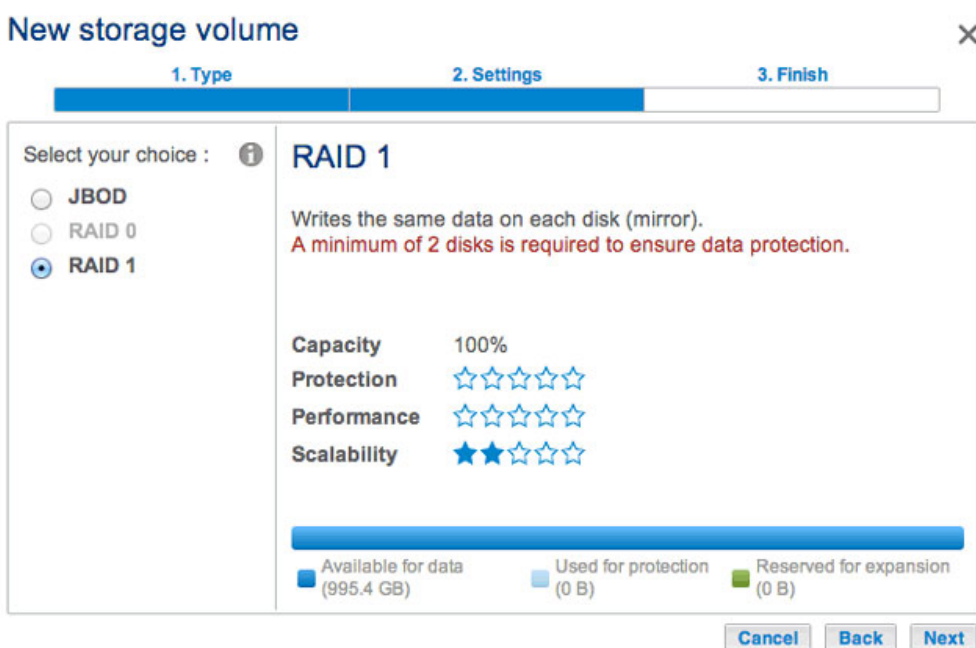 New storage volume
1. Type 2. Settings 3. Finish
Select your choice :
JBOD
RAID 0
RAID 1
RAID 1
Writes the same data on each disk (mirror).
A minimum of 2 disks is required to ensure data protection.
Capacity 100%
Protection
Performance
Scalability
Available for data
(995.4 GB)
Used for protection
(0 B)
Reserved for expansion
(0 B)
Cancel Back Next